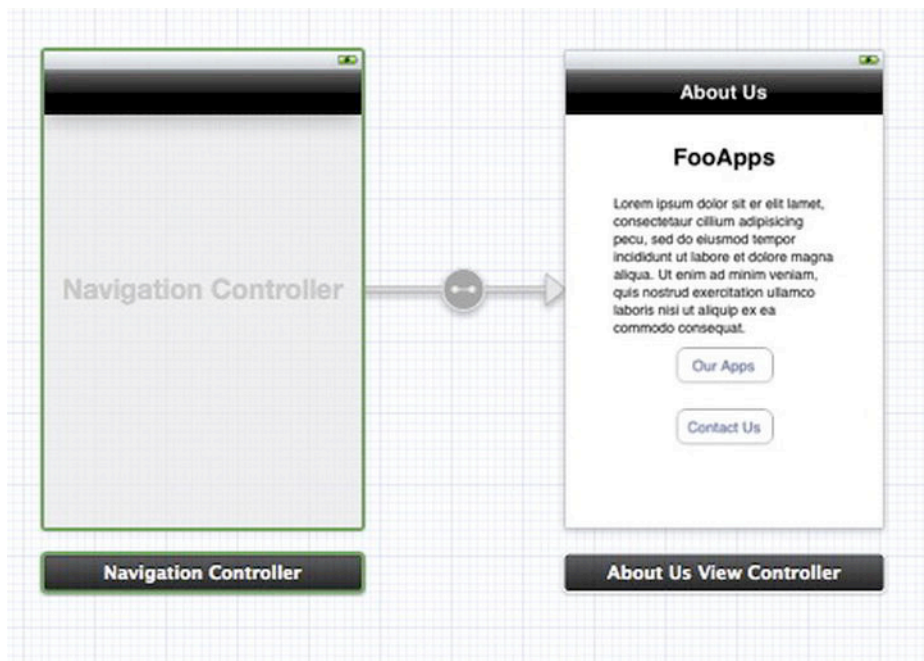 Navigation Controller
Navigation Controller
About Us
FooApps
Lorem ipsum dolor sit er elit lamet,
consectetaur cillium adipisicing
pecu, sed do eiusmod tempor
incididunt ut labore et dolore magna
aliqua. Ut enim ad minim veniam,
quis nostrud exercitation ullamco
laboris nisi ut aliquip ex ea
commodo consequat.
Our Apps
Contact Us
About Us View Controller